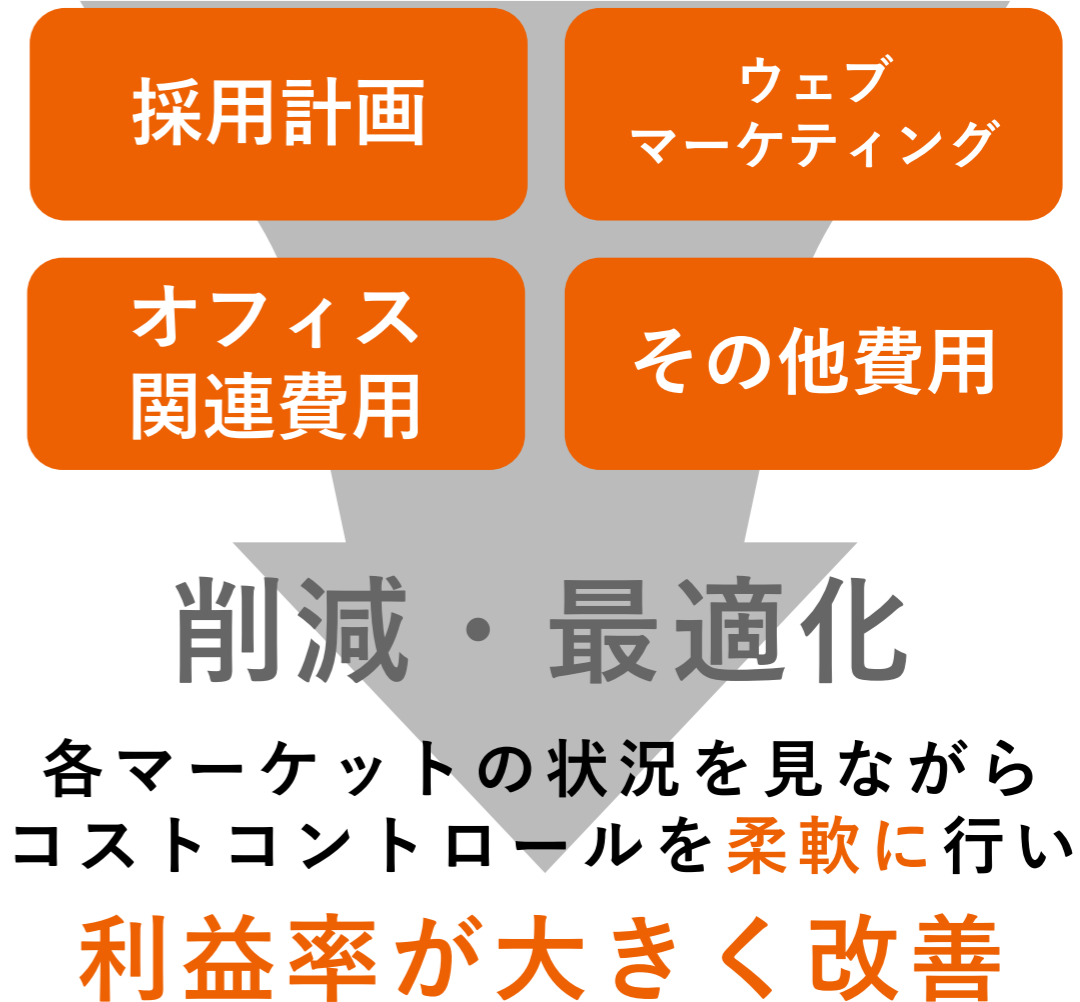 採用計画
ウェブ
マーケティング
オフィス
関連費用
その他費用
削減・最適化
各マーケットの状況を見ながら
コストコントロールを柔軟に行い
利益率が大きく改善